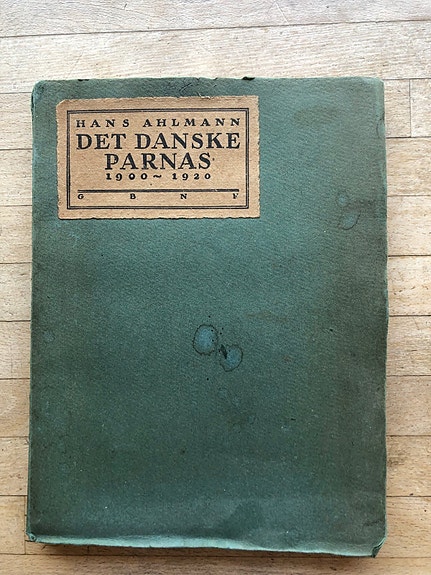 HANS AHLMANN
DET DANSKE
PARNAS
1900~1920
G B N F